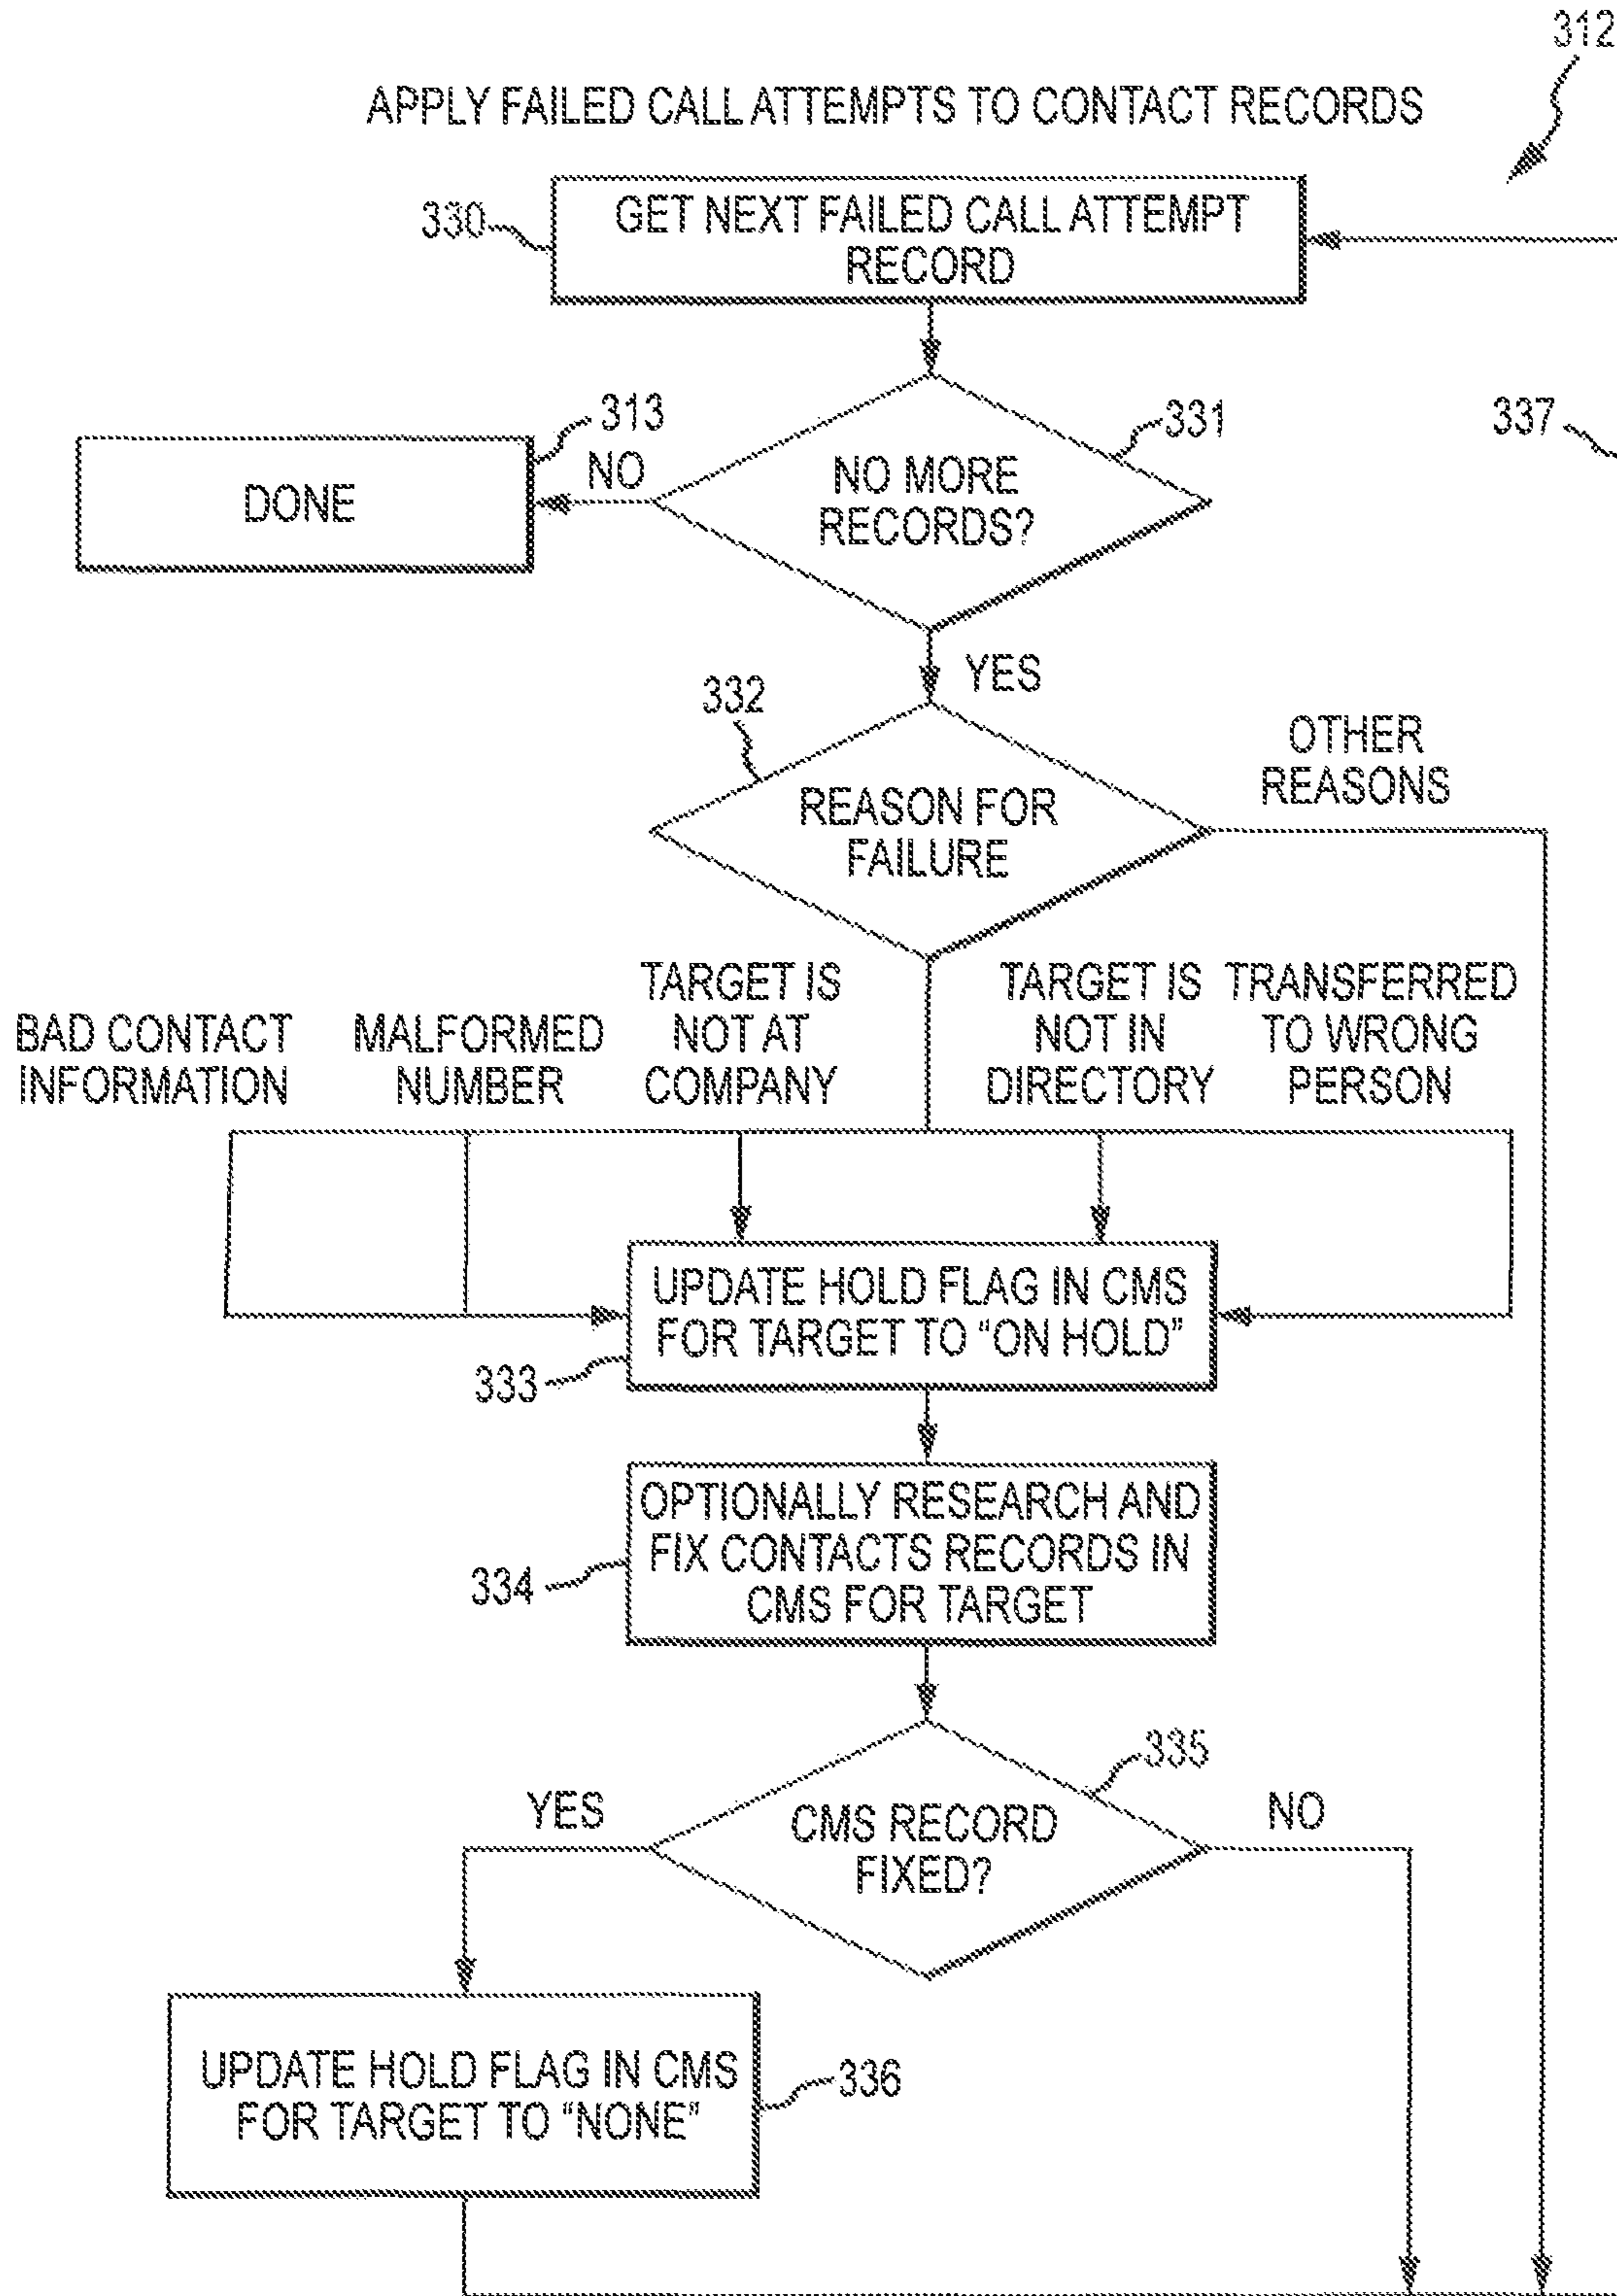 312
APPLY FAILED CALL ATTEMPTS TO CONTACT RECORDS
330
GET NEXT FAILED CALL ATTEMPT
RECORD
313
331
337
DONE
NO
NO MORE
RECORDS?
YES
332
OTHER
REASONS
REASON FOR
FAILURE
BAD CONTACT
INFORMATION
MALFORMED
NUMBER
TARGET IS
NOT AT
COMPANY
TARGET IS
NOT IN
DIRECTORY
TRANSFERRED
TO WRONG
PERSON
UPDATE HOLD FLAG IN CMS
FOR TARGET TO “ON HOLD”
333
OPTIONALLY RESEARCH AND
FIX CONTACTS RECORDS IN
CMS FOR TARGET
334
335
YES
CMS RECORD
FIXED?
NO
UPDATE HOLD FLAG IN CMS
FOR TARGET TO “NONE”
336